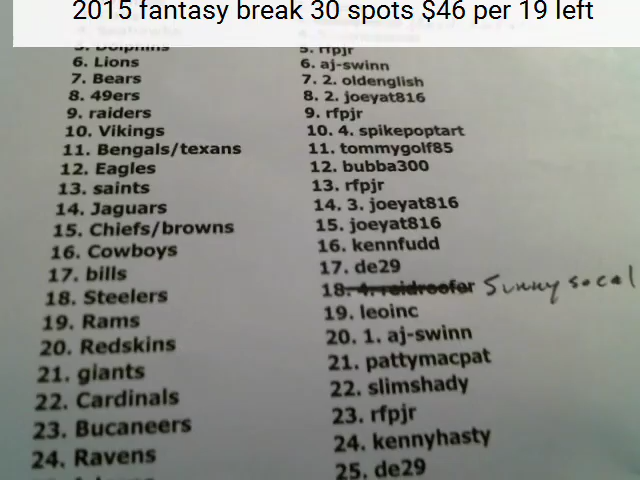 2015 fantasy break 30 spots $46 per 19 left
5. Dolphins 5. rfpjr
6. Lions 6. aj-swinn
7. Bears 7. 2. oldenglish
8. 49ers 8. 2. joeyat816
9. raiders 9. rfpjr
10. Vikings 10. 4. spikepoptart
11. Bengals/texans 11. tommygolf85
12. Eagles 12. bubba300
13. saints 13. rfpjr
14. Jaguars 14. 3. joeyat816
15. Chiefs/browns 15. joeyat816
16. Cowboys 16. kennfudd
17. bills 17. de29
18. Steelers 18. 4. reidroofer Sunny socal
19. Rams 19. leoinc
20. Redskins 20. 1. aj-swinn
21. giants 21. pattymacpat
22. Cardinals 22. slimshady
23. Bucaneers 23. rfpjr
24. Ravens 24. kennyhasty
25. de29